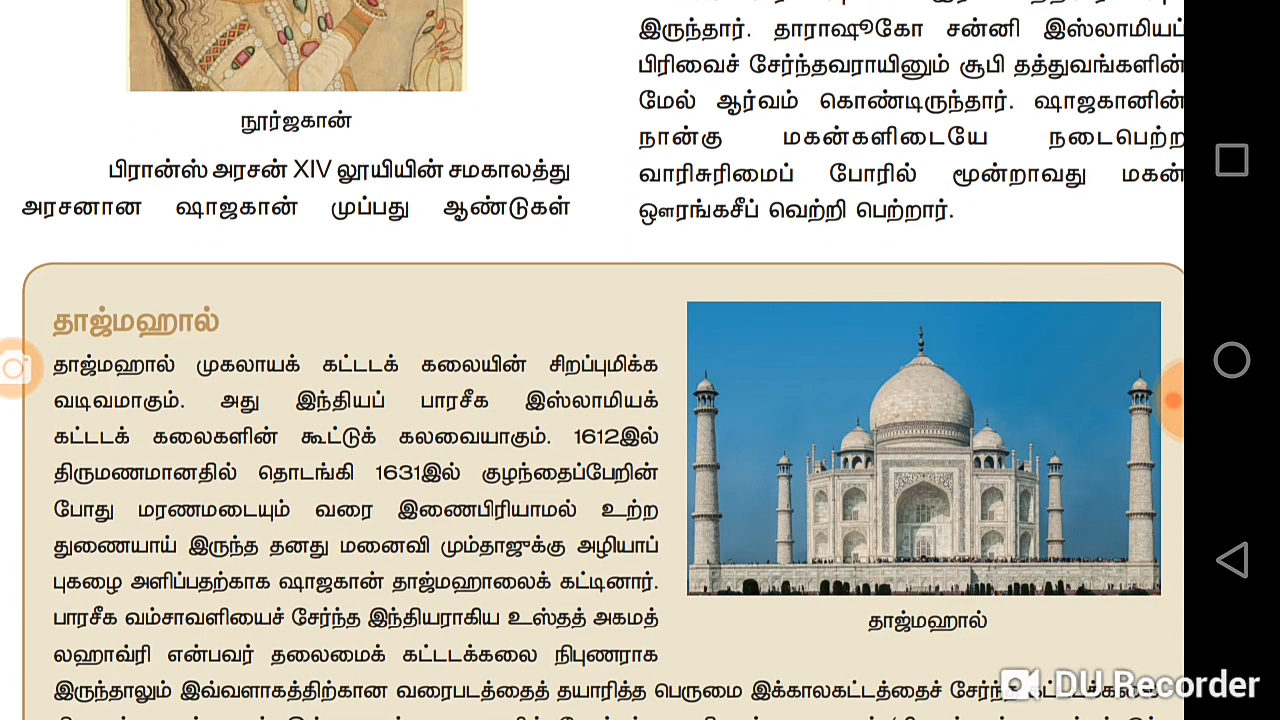 நூர்ஜகான்
பிரான்ஸ் அரசன் XIV லூயியின் சமகாலத்து
அரசனான ஷாஜகான் முப்பது ஆண்டுகள்
இருந்தார். தாராஷூகோ சன்னி இஸ்லாமியப்
பிரிவைச் சேர்ந்தவராயினும் சூபி தத்துவங்களின்
மேல் ஆர்வம் கொண்டிருந்தார். ஷாஜகானின்
நான்கு மகன்களிடையே நடைபெற்ற
வாரிசுரிமைப் போரில் மூன்றாவது மகன்
ஔரங்கசீப் வெற்றி பெற்றார்.
தாஜ்மஹால்
தாஜ்மஹால் முகலாயக் கட்டடக் கலையின் சிறப்புமிக்க
வடிவமாகும். அது இந்தியப் பாரசீக இஸ்லாமியக்
கட்டடக் கலைகளின் கூட்டுக் கலவையாகும். 1612இல்
திருமணமானதில் தொடங்கி 1631இல் குழந்தைப்பேறின்
போது மரணமடையும் வரை இணைபிரியாமல் உற்ற
துணையாய் இருந்த தனது மனைவி மும்தாஜுக்கு அழியாப்
புகழை அளிப்பதற்காக ஷாஜகான் தாஜ்மஹாலைக் கட்டினார்.
பாரசீக வம்சாவளியைச் சேர்ந்த இந்தியராகிய உஸ்தத் அகமத்
லஹாவ்ரி என்பவர் தலைமைக் கட்டடக்கலை நிபுணராக
இருந்தாலும் இவ்வளாகத்திற்கான வரைபடத்தைத் தயாரித்த பெருமை இக்காலகட்டத்தைச் சேர்ந்த
தாஜ்மஹால்
DU Recorder